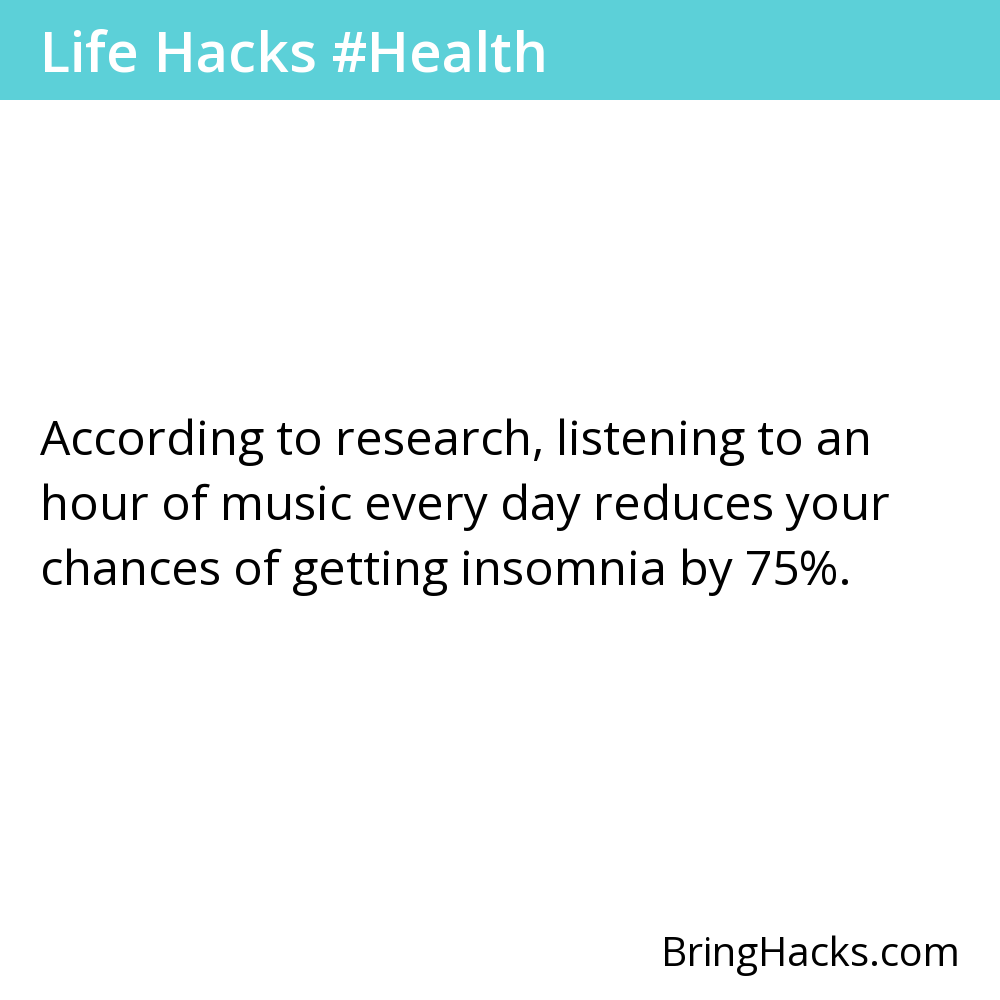 Life Hacks #Health
According to research, listening to an
hour of music every day reduces your
chances of getting insomnia by 75%.
BringHacks.com